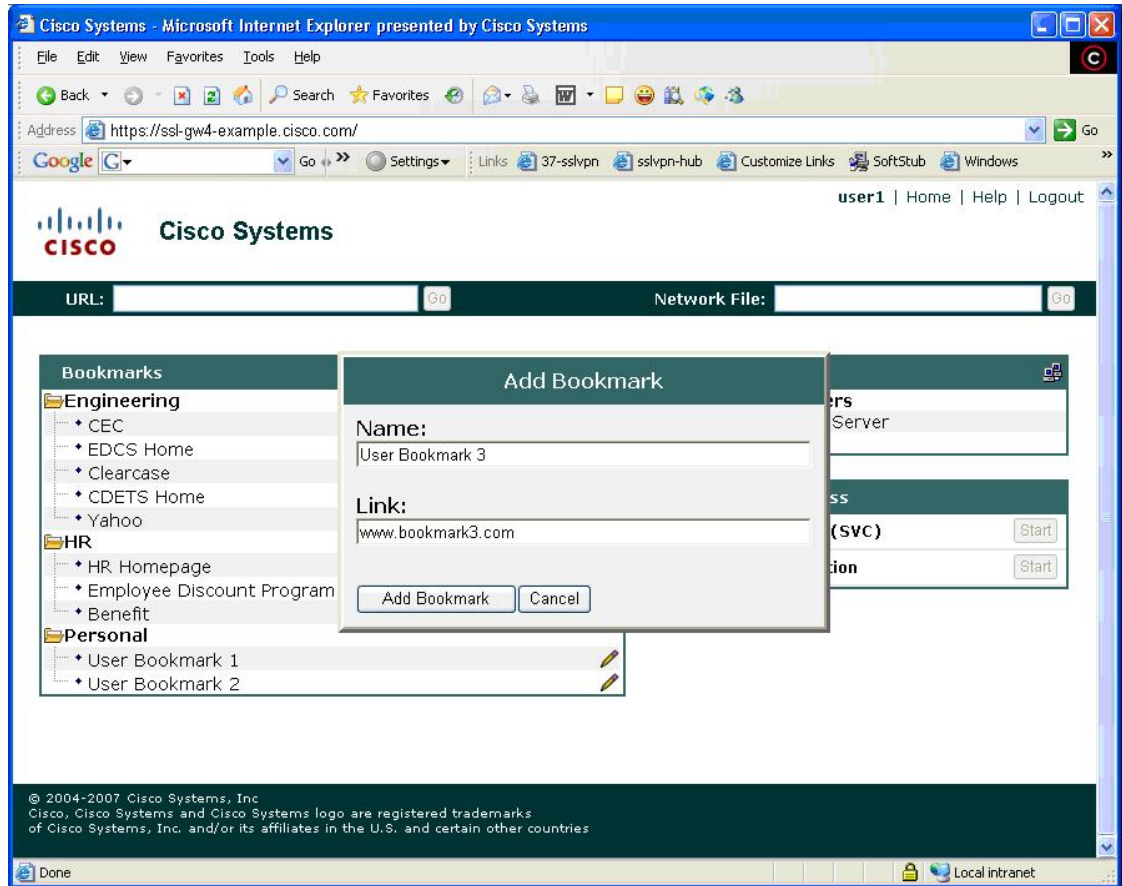 Cisco Systems - Microsoft Internet Explorer presented by Cisco Systems
File Edit View Favorites Tools Help
Back Search Favorites
Address https://ssl-gw4-example.cisco.com/ Go
Google G Go » Settings Links 37-sslvpn sslvpn-hub Customize Links SoftStub Windows »
user1 | Home | Help | Logout
CISCO
Cisco Systems
URL: Go Network File: Go
Bookmarks
Engineering
CEC
EDCS Home
Clearcase
CDETS Home
Yahoo
HR
HR Homepage
Employee Discount Program
Benefit
Personal
User Bookmark 1
User Bookmark 2
Add Bookmark
Name:
User Bookmark 3
Link:
www.bookmark3.com
Add Bookmark Cancel
ers
Server
ss
(SVC) Start
ion Start
© 2004-2007 Cisco Systems, Inc
Cisco, Cisco Systems and Cisco Systems logo are registered trademarks
of Cisco Systems, Inc. and/or its affiliates in the U.S. and certain other countries
Done Local intranet